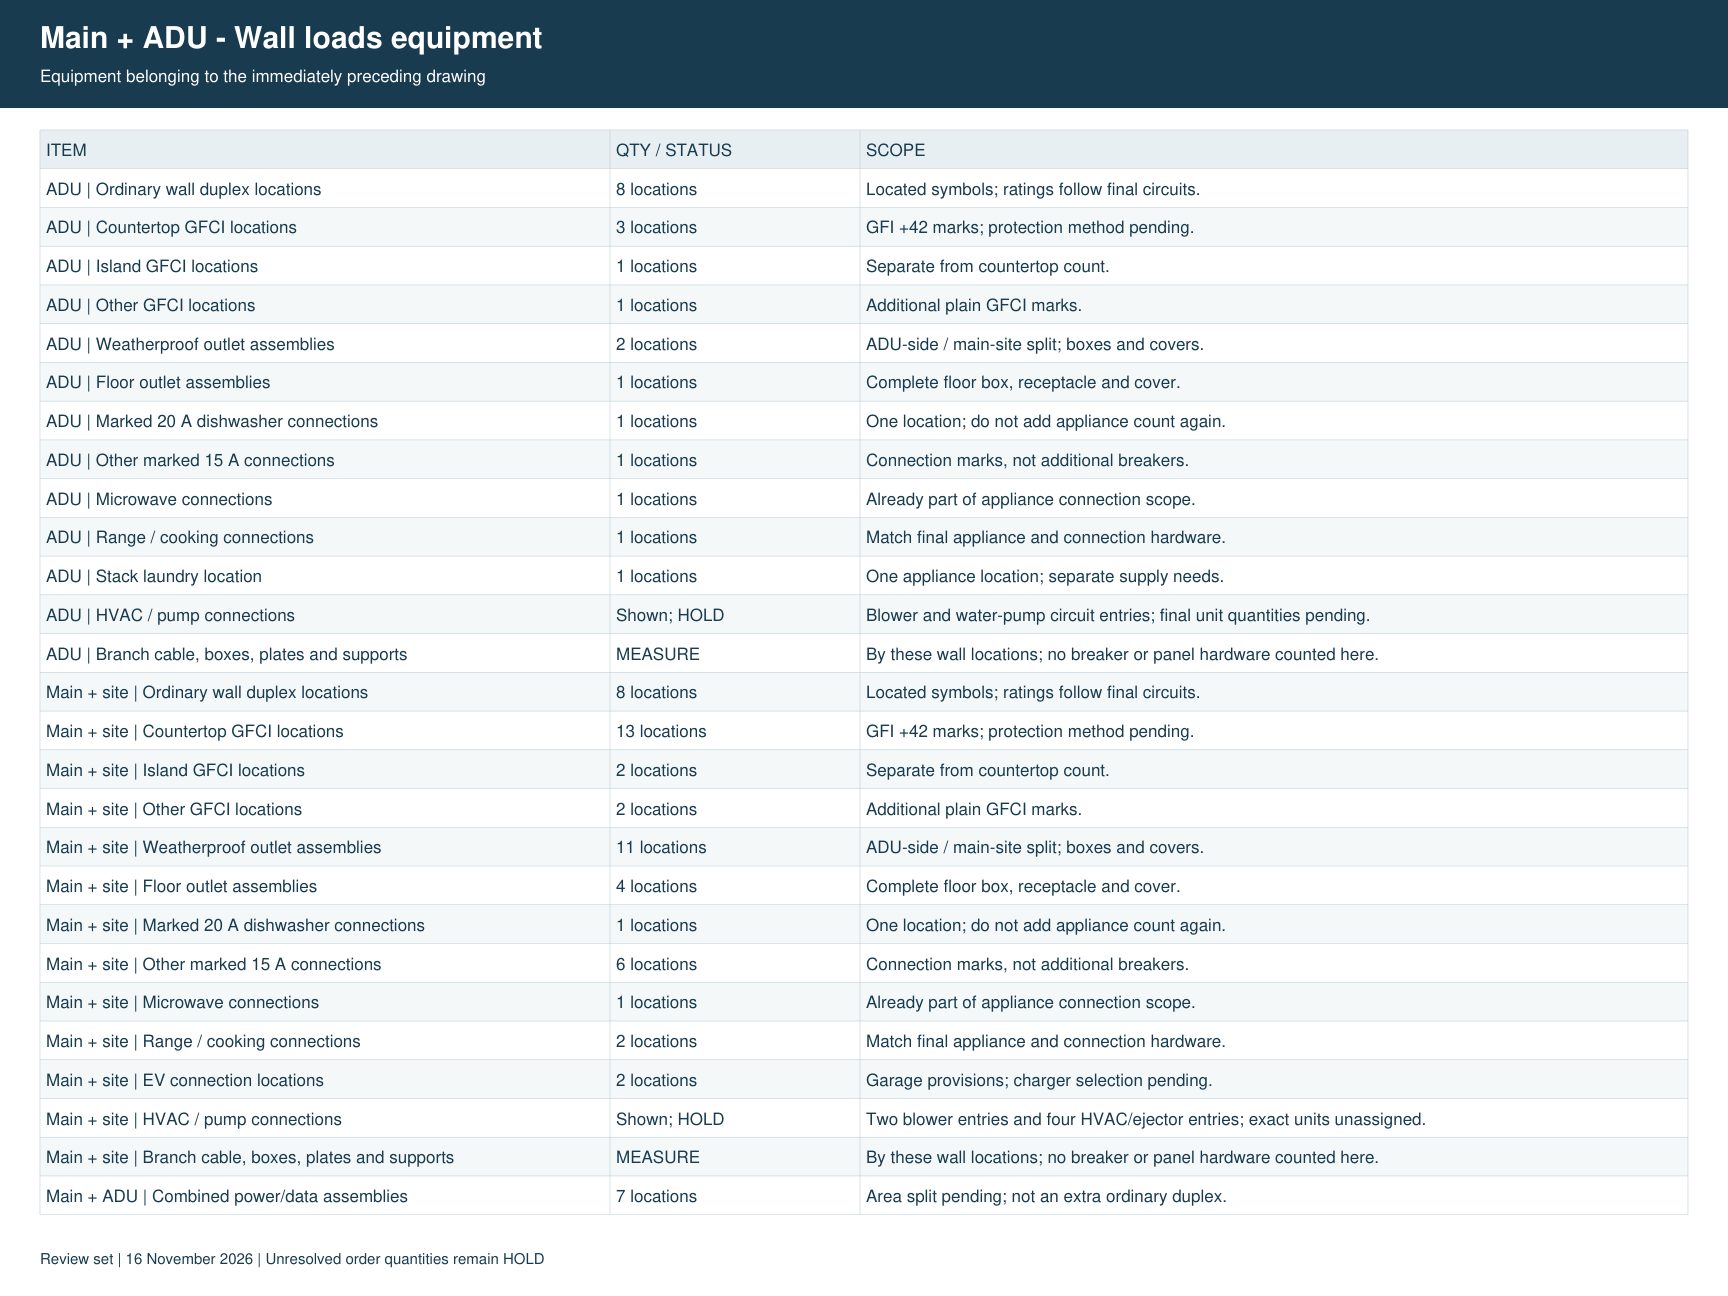 Main + ADU - Wall loads equipment
Equipment belonging to the immediately preceding drawing
ITEM QTY / STATUS SCOPE
ADU | Ordinary wall duplex locations 8 locations Located symbols; ratings follow final circuits.
ADU | Countertop GFCI locations 3 locations GFI +42 marks; protection method pending.
ADU | Island GFCI locations 1 locations Separate from countertop count.
ADU | Other GFCI locations 1 locations Additional plain GFCI marks.
ADU | Weatherproof outlet assemblies 2 locations ADU-side / main-site split; boxes and covers.
ADU | Floor outlet assemblies 1 locations Complete floor box, receptacle and cover.
ADU | Marked 20 A dishwasher connections 1 locations One location; do not add appliance count again.
ADU | Other marked 15 A connections 1 locations Connection marks, not additional breakers.
ADU | Microwave connections 1 locations Already part of appliance connection scope.
ADU | Range / cooking connections 1 locations Match final appliance and connection hardware.
ADU | Stack laundry location 1 locations One appliance location; separate supply needs.
ADU | HVAC / pump connections Shown; HOLD Blower and water-pump circuit entries; final unit quantities pending.
ADU | Branch cable, boxes, plates and supports MEASURE By these wall locations; no breaker or panel hardware counted here.
Main + site | Ordinary wall duplex locations 8 locations Located symbols; ratings follow final circuits.
Main + site | Countertop GFCI locations 13 locations GFI +42 marks; protection method pending.
Main + site | Island GFCI locations 2 locations Separate from countertop count.
Main + site | Other GFCI locations 2 locations Additional plain GFCI marks.
Main + site | Weatherproof outlet assemblies 11 locations ADU-side / main-site split; boxes and covers.
Main + site | Floor outlet assemblies 4 locations Complete floor box, receptacle and cover.
Main + site | Marked 20 A dishwasher connections 1 locations One location; do not add appliance count again.
Main + site | Other marked 15 A connections 6 locations Connection marks, not additional breakers.
Main + site | Microwave connections 1 locations Already part of appliance connection scope.
Main + site | Range / cooking connections 2 locations Match final appliance and connection hardware.
Main + site | EV connection locations 2 locations Garage provisions; charger selection pending.
Main + site | HVAC / pump connections Shown; HOLD Two blower entries and four HVAC/ejector entries; exact units unassigned.
Main + site | Branch cable, boxes, plates and supports MEASURE By these wall locations; no breaker or panel hardware counted here.
Main + ADU | Combined power/data assemblies 7 locations Area split pending; not an extra ordinary duplex.
Review set | 16 November 2026 | Unresolved order quantities remain HOLD